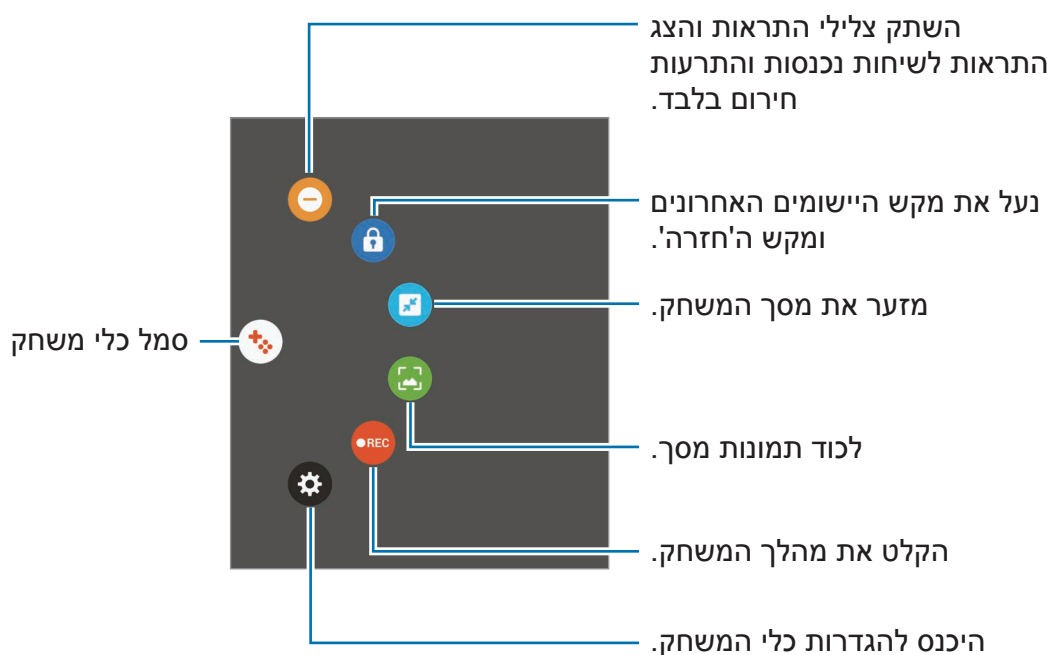 השתק צלילי התראות והצג
התראות לשיחות נכנסות והתרעות
חירום בלבד.
נעל את מקש היישומים האחרונים
ומקש ה'חזרה'.
מזער את מסך המשחק.
סמל כלי משחק
לכוד תמונות מסך.
REC
הקלט את מהלך המשחק.
היכנס להגדרות כלי המשחק.